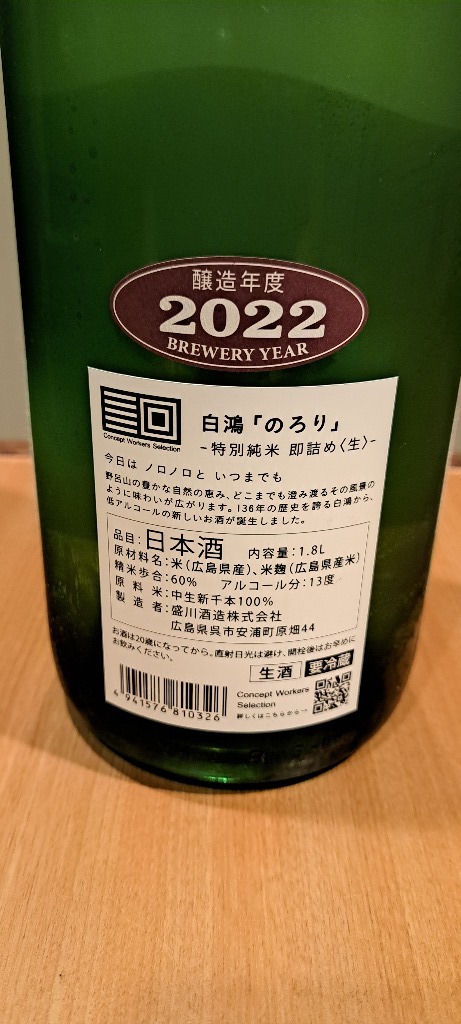 醸造年度
2022
BREWERY YEAR
Concept Workers Selection
白鴻「のろり」
-特別純米 即詰め〈生〉-
今日は ノロノロと いつまでも
野呂山の豊かな自然の恵み、どこまでも澄み渡るその風景の
ように味わいが広がります。136年の歴史を誇る白鴻から、
低アルコールの新しいお酒が誕生しました。
品目:日本酒 内容量:1.8L
原材料名:米(広島県産)、米麹(広島県産米)
精米歩合:60% アルコール分:13度
原料米:中生新千本100%
製造者:盛川酒造株式会社
広島県呉市安浦町原畑44
お酒は20歳になってから。直射日光は避け、開栓後はお早めに
お飲みください。
生酒 要冷蔵
4 941576 810326
Concept Workers
Selection
詳しくはこちらから→